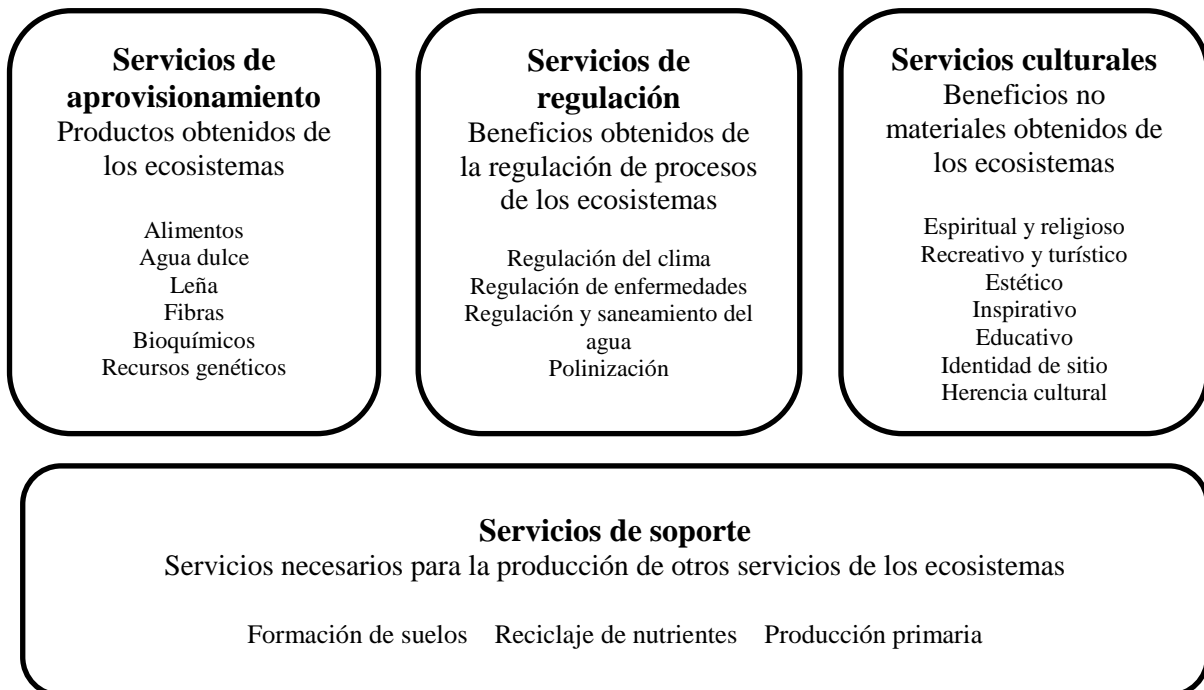 Servicios de
aprovisionamiento
Productos obtenidos de
los ecosistemas
Alimentos
Agua dulce
Leña
Fibras
Bioquímicos
Recursos genéticos
Servicios de
regulación
Beneficios obtenidos de
la regulación de procesos
de los ecosistemas
Regulación del clima
Regulación de enfermedades
Regulación y saneamiento del
agua
Polinización
Servicios culturales
Beneficios no
materiales obtenidos de
los ecosistemas
Espiritual y religioso
Recreativo y turístico
Estético
Inspirativo
Educativo
Identidad de sitio
Herencia cultural
Servicios de soporte
Servicios necesarios para la producción de otros servicios de los ecosistemas
Formación de suelos Reciclaje de nutrientes Producción primaria